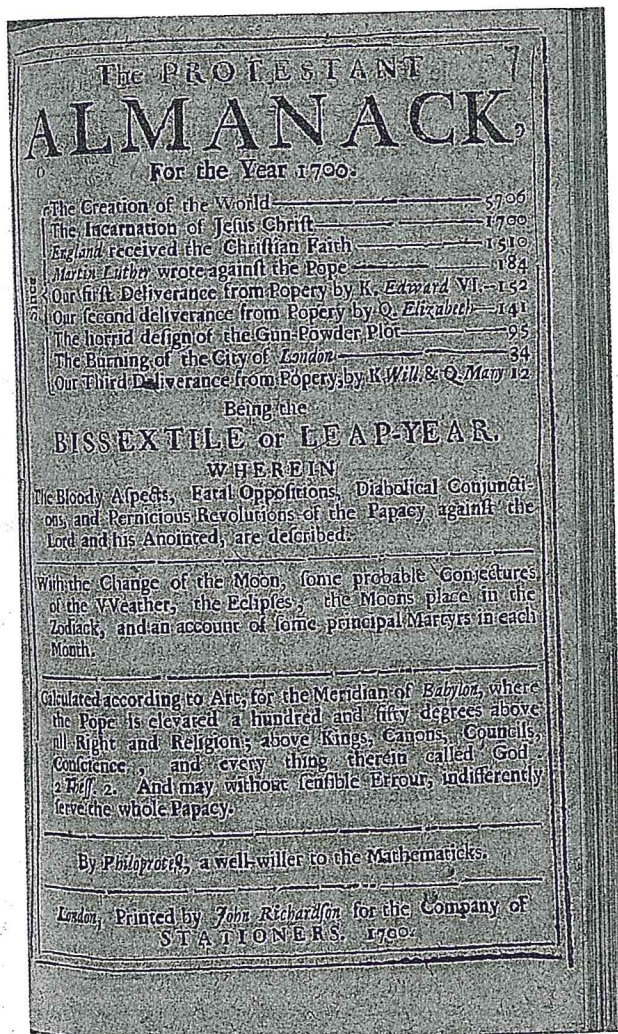 The PROTESTANT
7
ALMANACK,
For the Year 1700.
Since
The Creation of the World 5706
The Incarnation of Jeſus Chriſt 1700
England received the Chriſtian Faith 1510
Martin Luther wrote againſt the Pope 184
Our firſt Deliverance from Popery by K. Edward VI. 152
Our ſecond deliverance from Popery by Q. Elizabeth 141
The horrid deſign of the Gun-Powder Plot 95
The Burning of the City of London 34
Our Third Deliverance from Popery, by K. Will. & Q. Mary 12
Being the
BISSEXTILE or LEAP-YEAR.
WHEREIN
The Bloody Aſpects, Fatal Oppoſitions, Diabolical Conjuncti-
ons, and Pernicious Revolutions of the Papacy againſt the
Lord and his Anointed, are deſcribed.
With the Change of the Moon, ſome probable Conjectures
of the VVeather, the Eclipſes, the Moons place in the
Zodiack, and an account of ſome principal Martyrs in each
Month.
Calculated according to Art, for the Meridian of Babylon, where
the Pope is elevated a hundred and fifty degrees above
all Right and Religion; above Kings, Canons, Councils,
Conſcience, and every thing therein called God.
2 Theſſ. 2. And may without ſenſible Errour, indifferently
ſerve the whole Papacy.
By Philoproteſt, a well-willer to the Mathematicks.
London, Printed by John Richardſon for the Company of
STATIONERS. 1700.